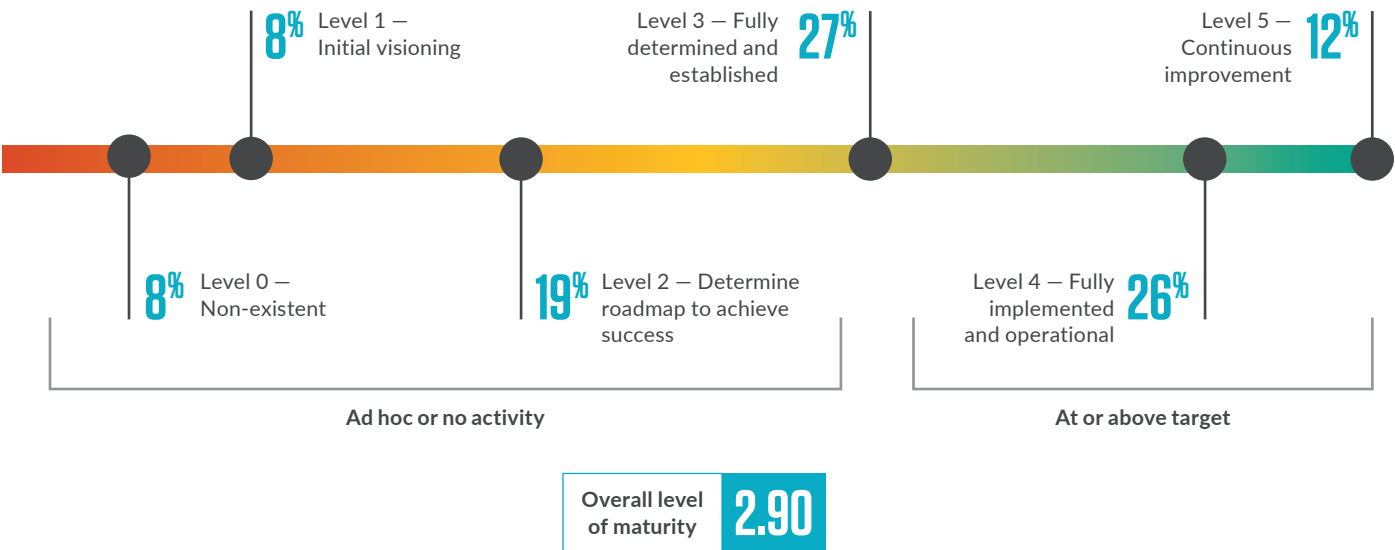 8%
Level 1 —
Initial visioning
Level 3 — Fully
determined and
established
27%
Level 5 —
Continuous
improvement
12%
8%
Level 0 —
Non-existent
19%
Level 2 — Determine
roadmap to achieve
success
Level 4 — Fully
implemented
and operational
26%
Ad hoc or no activity
At or above target
Overall level
of maturity
2.90